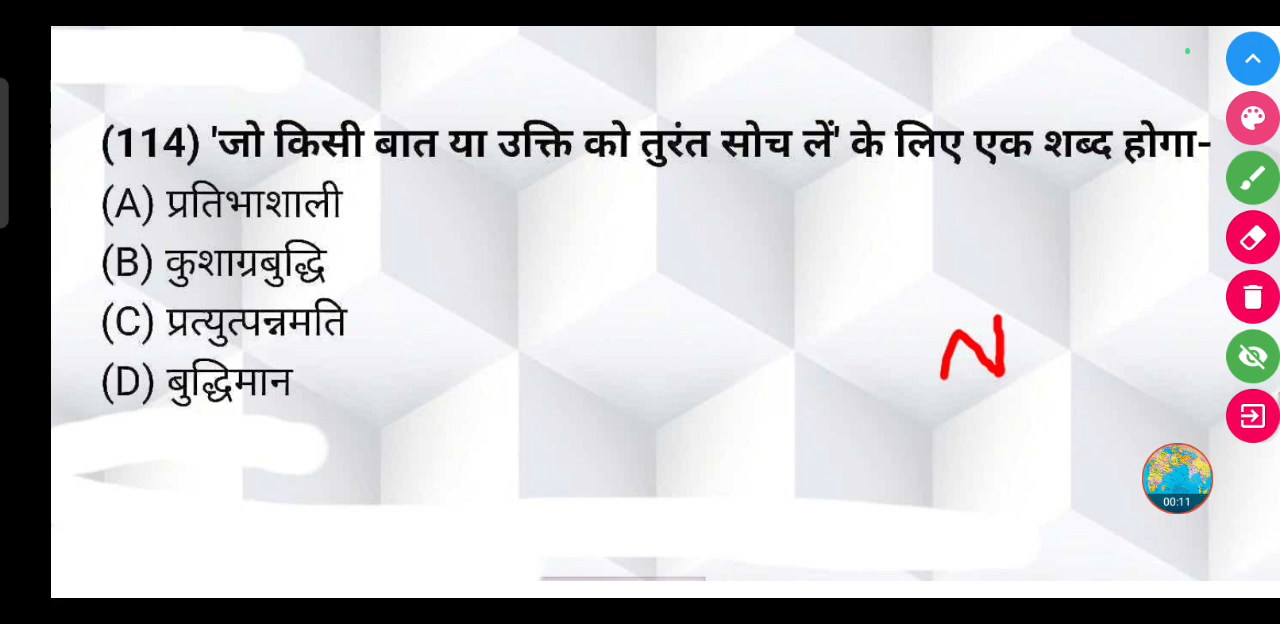 (114) 'जो किसी बात या उक्ति को तुरंत सोच लें' के लिए एक शब्द होगा-
(A) प्रतिभाशाली
(B) कुशाग्रबुद्धि
(C) प्रत्युत्पन्नमति
(D) बुद्धिमान
N
00:11